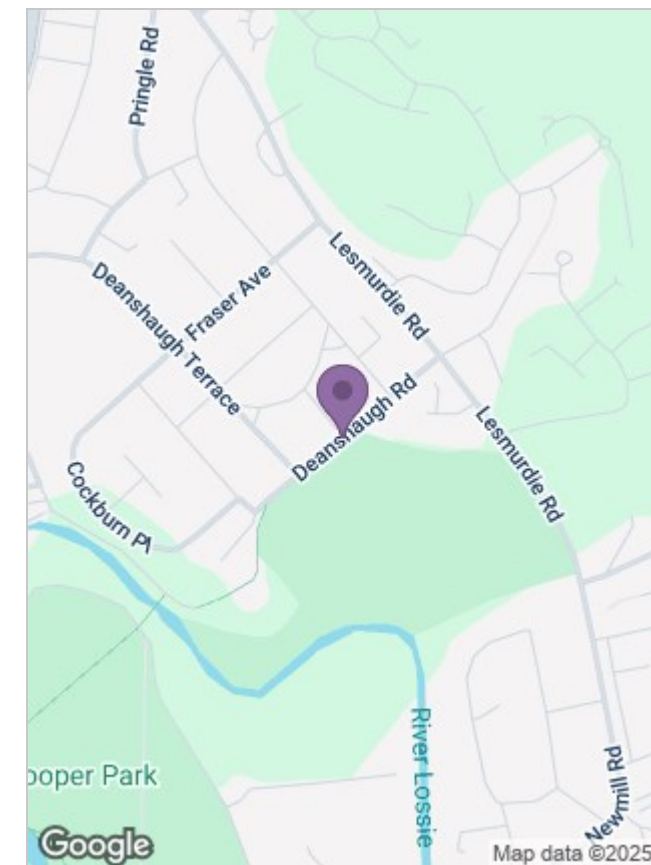 Pringle Rd
Lesmurdie Rd
Fraser Ave
Deanshaugh Terrace
Deanshaugh Rd
Lesmurdie Rd
Cockburn Pl
River Lossie
ooper Park
Newmill Rd
Google
Map data ©2025